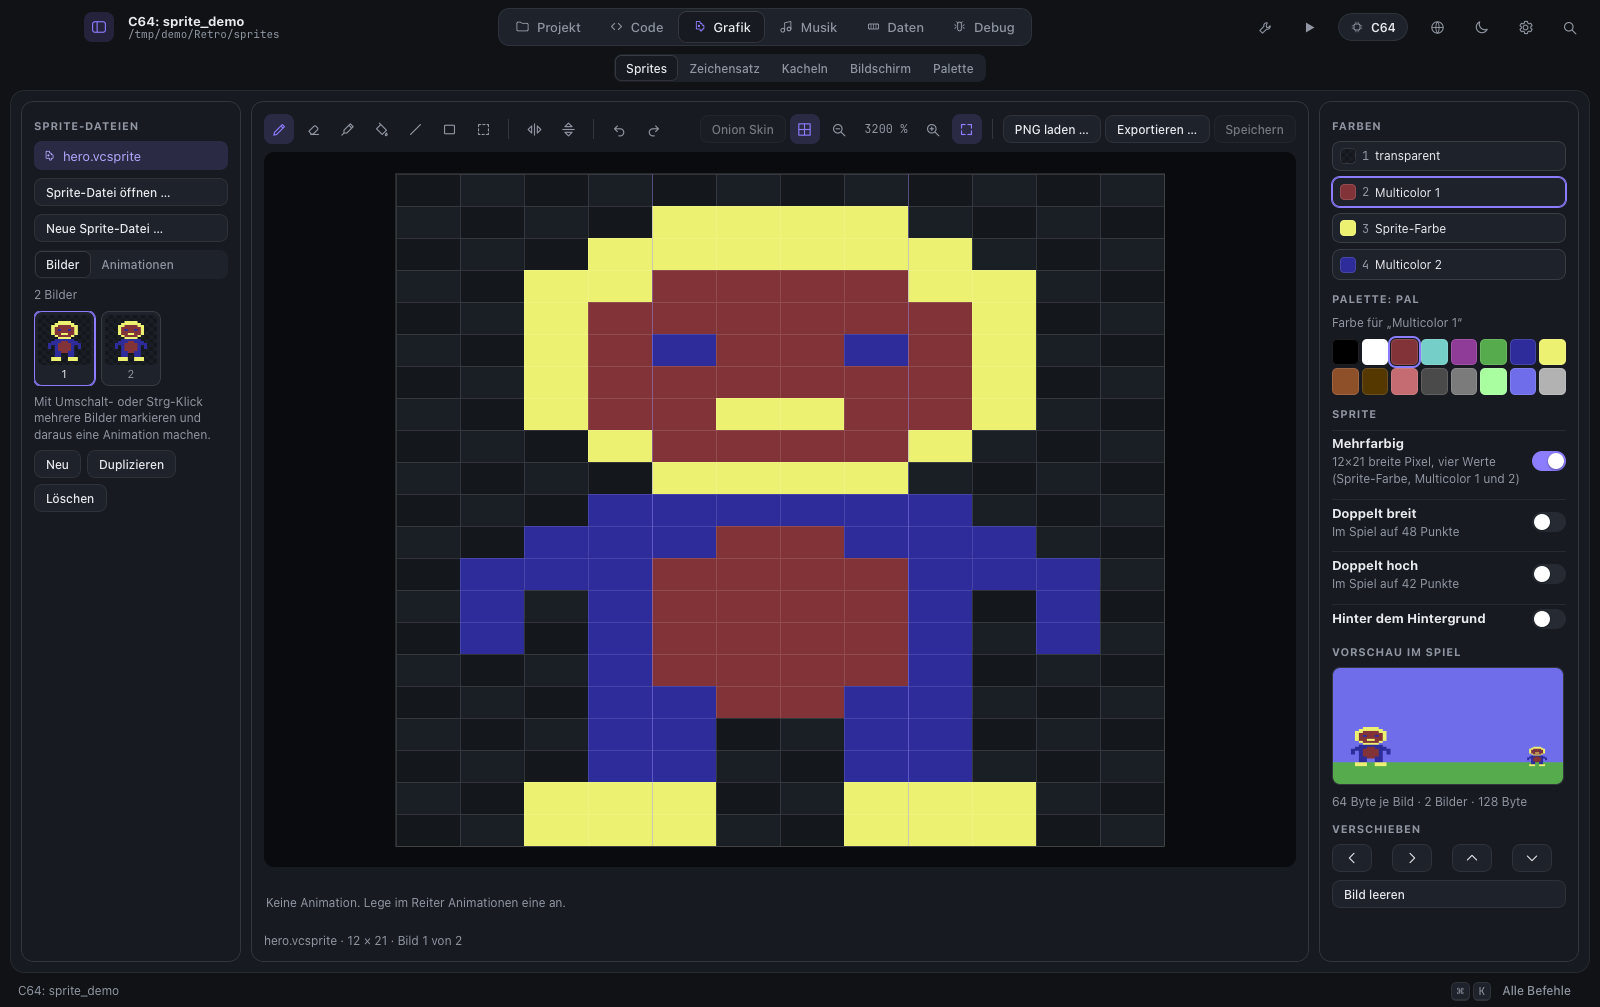 C64: sprite_demo
/tmp/demo/Retro/sprites
Projekt
Code
Grafik
Musik
Daten
Debug
C64
Sprites
Zeichensatz
Kacheln
Bildschirm
Palette
SPRITE-DATEIEN
hero.vcsprite
Sprite-Datei öffnen ...
Neue Sprite-Datei ...
Bilder
Animationen
2 Bilder
1
2
Mit Umschalt- oder Strg-Klick
mehrere Bilder markieren und
daraus eine Animation machen.
Neu
Duplizieren
Löschen
Onion Skin
3200 %
PNG laden ...
Exportieren ...
Speichern
Keine Animation. Lege im Reiter Animationen eine an.
hero.vcsprite · 12 × 21 · Bild 1 von 2
FARBEN
1 transparent
2 Multicolor 1
3 Sprite-Farbe
4 Multicolor 2
PALETTE: PAL
Farbe für „Multicolor 1“
SPRITE
Mehrfarbig
12×21 breite Pixel, vier Werte
(Sprite-Farbe, Multicolor 1 und 2)
Doppelt breit
Im Spiel auf 48 Punkte
Doppelt hoch
Im Spiel auf 42 Punkte
Hinter dem Hintergrund
VORSCHAU IM SPIEL
64 Byte je Bild · 2 Bilder · 128 Byte
VERSCHIEBEN
Bild leeren
C64: sprite_demo
⌘ K Alle Befehle